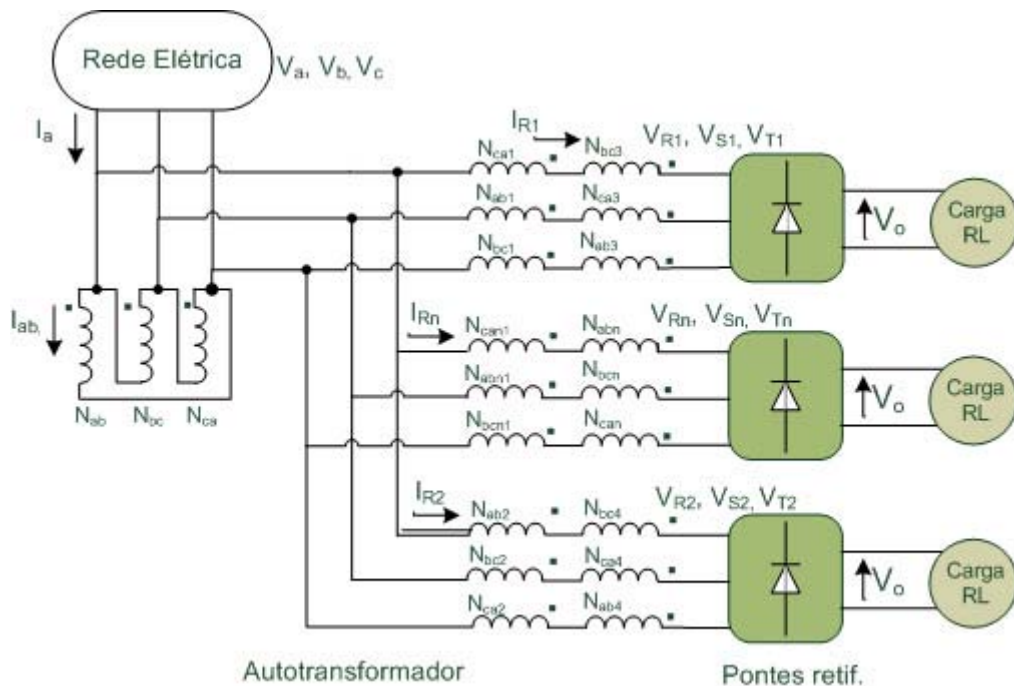 Rede Elétrica
Va, Vb, Vc
Ia
IR1
Nca1
Nbc3
VR1, VS1, VT1
Nab1
Nca3
Vo
Carga
RL
Nbc1
Nab3
Iab,
IRn
Ncan1
Nabn
VRn, VSn, VTn
Nabn1
Nbcn
Vo
Carga
RL
Nbcn1
Ncan
Nab
Nbc
Nca
IR2
Nab2
Nbc4
VR2, VS2, VT2
Nbc2
Nca4
Vo
Carga
RL
Nca2
Nab4
Autotransformador
Pontes retif.